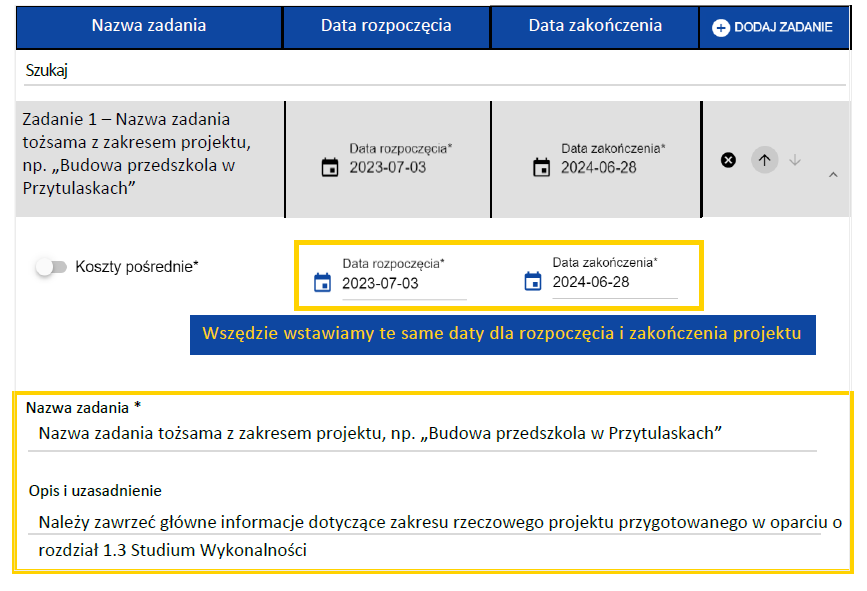 Nazwa zadania
Data rozpoczęcia
Data zakończenia
DODAJ ZADANIE
Szukaj
Zadanie 1 – Nazwa zadania
tożsama z zakresem projektu,
np. „Budowa przedszkola w
Przytulaskach”
Data rozpoczęcia*
2023-07-03
Data zakończenia*
2024-06-28
Koszty pośrednie*
Data rozpoczęcia*
2023-07-03
Data zakończenia*
2024-06-28
Wszędzie wstawiamy te same daty dla rozpoczęcia i zakończenia projektu
Nazwa zadania *
Nazwa zadania tożsama z zakresem projektu, np. „Budowa przedszkola w Przytulaskach”
Opis i uzasadnienie
Należy zawrzeć główne informacje dotyczące zakresu rzeczowego projektu przygotowanego w oparciu o
rozdział 1.3 Studium Wykonalności